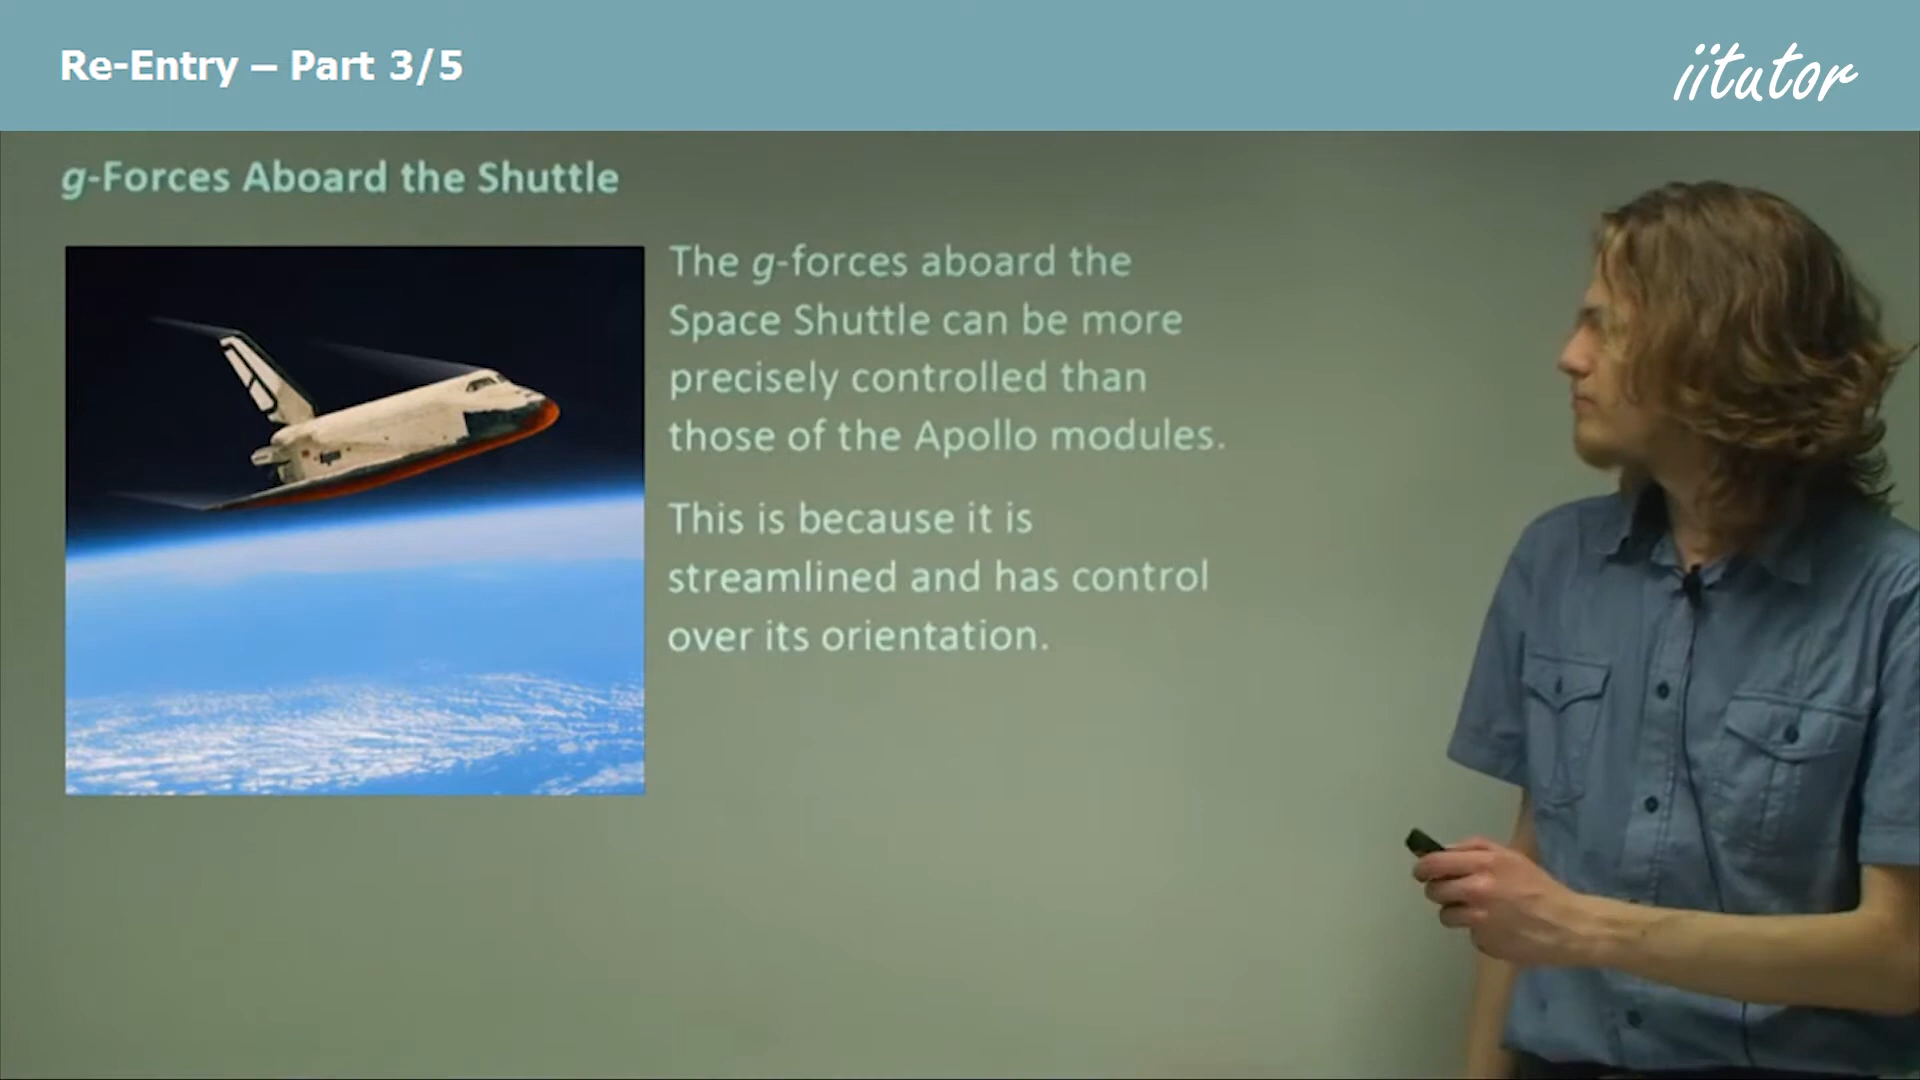 Re-Entry – Part 3/5
iitutor
g-Forces Aboard the Shuttle
The g-forces aboard the
Space Shuttle can be more
precisely controlled than
those of the Apollo modules.
This is because it is
streamlined and has control
over its orientation.